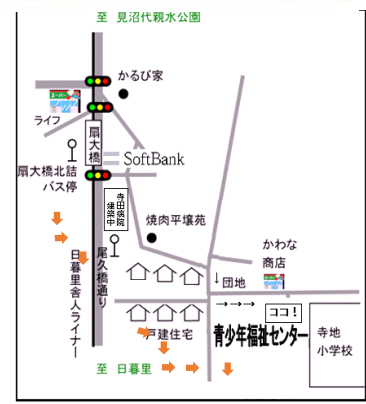 至 見沼代親水公園
かるび家
ライフ
扇大橋
SoftBank
扇大橋北詰
バス停
寺田病院
建築中
焼肉平壌苑
かわな
商店
日暮里舎人ライナー
尾久橋通り
↓団地
→→→
ココ!
戸建住宅
青少年福祉センター
寺地
小学校
至 日暮里